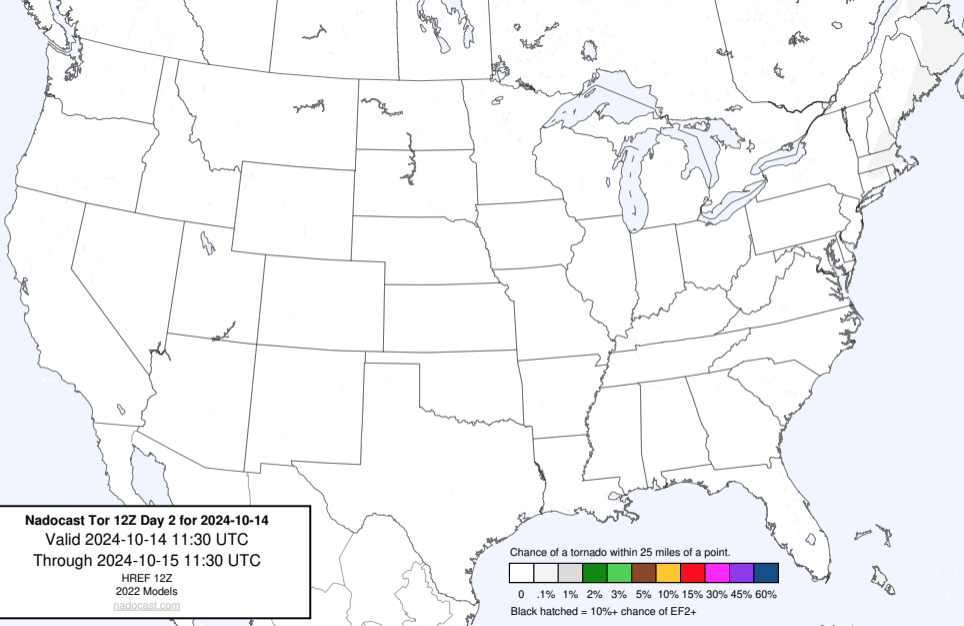 Nadocast Tor 12Z Day 2 for 2024-10-14
Valid 2024-10-14 11:30 UTC
Through 2024-10-15 11:30 UTC
HREF 12Z
2022 Models
nadocast.com
Chance of a tornado within 25 miles of a point.
0 .1% 1% 2% 3% 5% 10% 15% 30% 45% 60%
Black hatched = 10%+ chance of EF2+